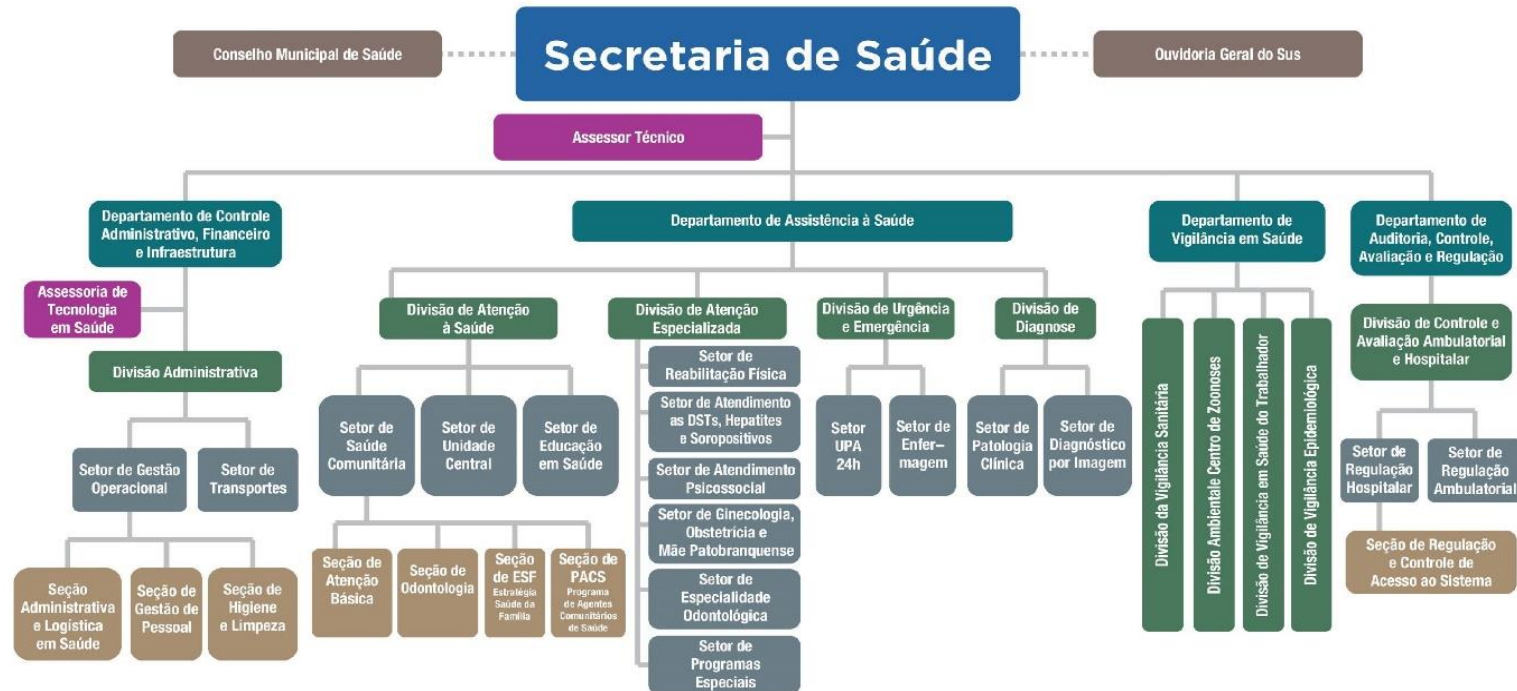 Conselho Municipal de Saúde
Secretaria de Saúde
Ouvidoria Geral do Sus
Assessor Técnico
Departamento de Controle
Administrativo, Financeiro
e Infraestrutura
Departamento de Assistência à Saúde
Departamento de
Vigilância em Saúde
Departamento de
Auditoria, Controle,
Avaliação e Regulação
Assessoria de
Tecnologia
em Saúde
Divisão Administrativa
Setor de Gestão
Operacional
Setor de
Transportes
Seção
Administrativa
e Logística
em Saúde
Seção de
Gestão de
Pessoal
Seção de
Higiene
e Limpeza
Divisão de Atenção
à Saúde
Setor de
Saúde
Comunitária
Setor de
Unidade
Central
Setor de
Educação
em Saúde
Seção de
Atenção
Básica
Seção de
Odontologia
Seção
de ESF
Estratégia
Saúde da
Família
Seção de
PACS
Programa
de Agentes
Comunitários
de Saúde
Divisão de Atenção
Especializada
Setor de
Reabilitação Física
Setor de Atendimento
as DSTs, Hepatites
e Soropositivos
Setor de Atendimento
Psicossocial
Setor de Ginecologia,
Obstetrícia e
Mãe Patobranquense
Setor de
Especialidade
Odontológica
Setor de
Programas
Especiais
Divisão de Urgência
e Emergência
Setor
UPA
24h
Setor de
Enfer–
magem
Divisão de
Diagnose
Setor de
Patologia
Clínica
Setor de
Diagnóstico
por Imagem
Divisão da Vigilância Sanitária
Divisão Ambientale Centro de Zoonoses
Divisão de Vigilância em Saúde do Trabalhador
Divisão de Vigilância Epidemiológica
Divisão de Controle e
Avaliação Ambulatorial
e Hospitalar
Setor de
Regulação
Hospitalar
Setor de
Regulação
Ambulatorial
Seção de Regulação
e Controle de
Acesso ao Sistema